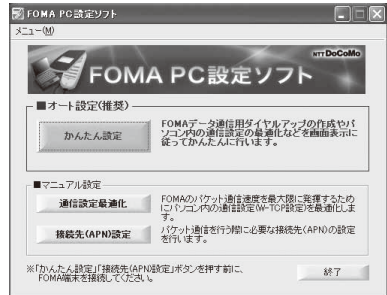 FOMA PC設定ソフト
メニュー(M)
NTT DoCoMo
FOMA PC設定ソフト
■オート設定(推奨)
かんたん設定
FOMAデータ通信用ダイヤルアップの作成やパ
ソコン内の通信設定の最適化などを画面表示に
従ってかんたんに行います。
■マニュアル設定
通信設定最適化
FOMAのパケット通信速度を最大限に発揮するため
にパソコン内の通信設定(W-TCP設定)を最適化しま
す。
接続先(APN)設定
パケット通信を行う際に必要な接続先(APN)の設定
を行います。
※「かんたん設定」「接続先(APN)設定」ボタンを押す前に、
FOMA端末を接続してください。
終了